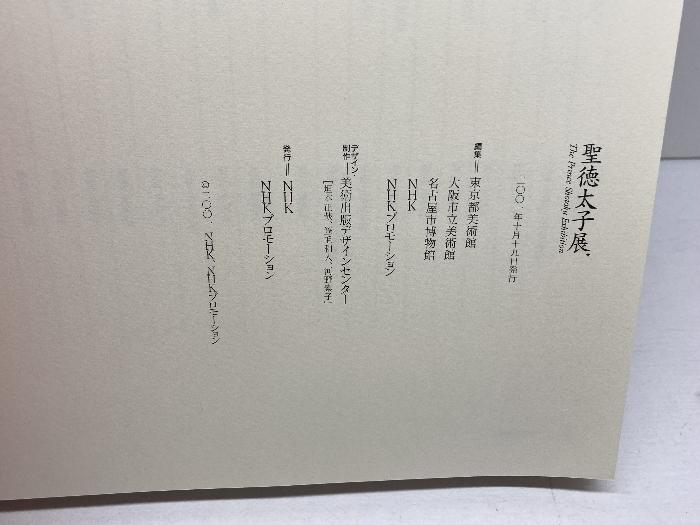 聖徳太子展
The Prince Shotoku Exhibition
二〇〇一年十月十九日発行
編集＝東京都美術館
大阪市立美術館
名古屋市博物館
NHK
NHKプロモーション
デザイン
制作＝美術出版デザインセンター
発行＝NHK
NHKプロモーション
©二〇〇一 NHK、NHKプロモーション